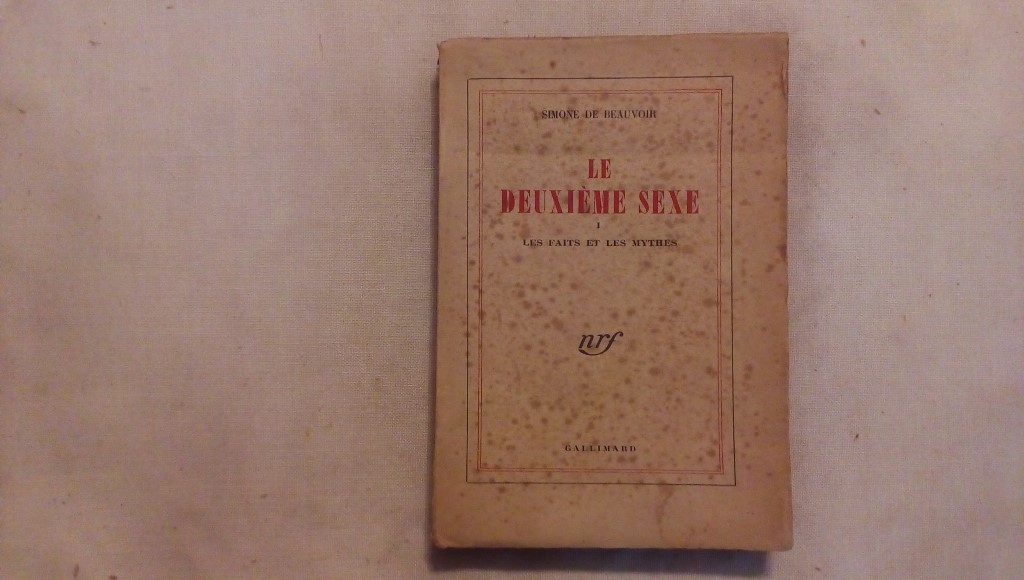 SIMONE DE BEAUVOIR
LE
DEUXIÈME SEXE
I
LES FAITS ET LES MYTHES
nrf
GALLIMARD